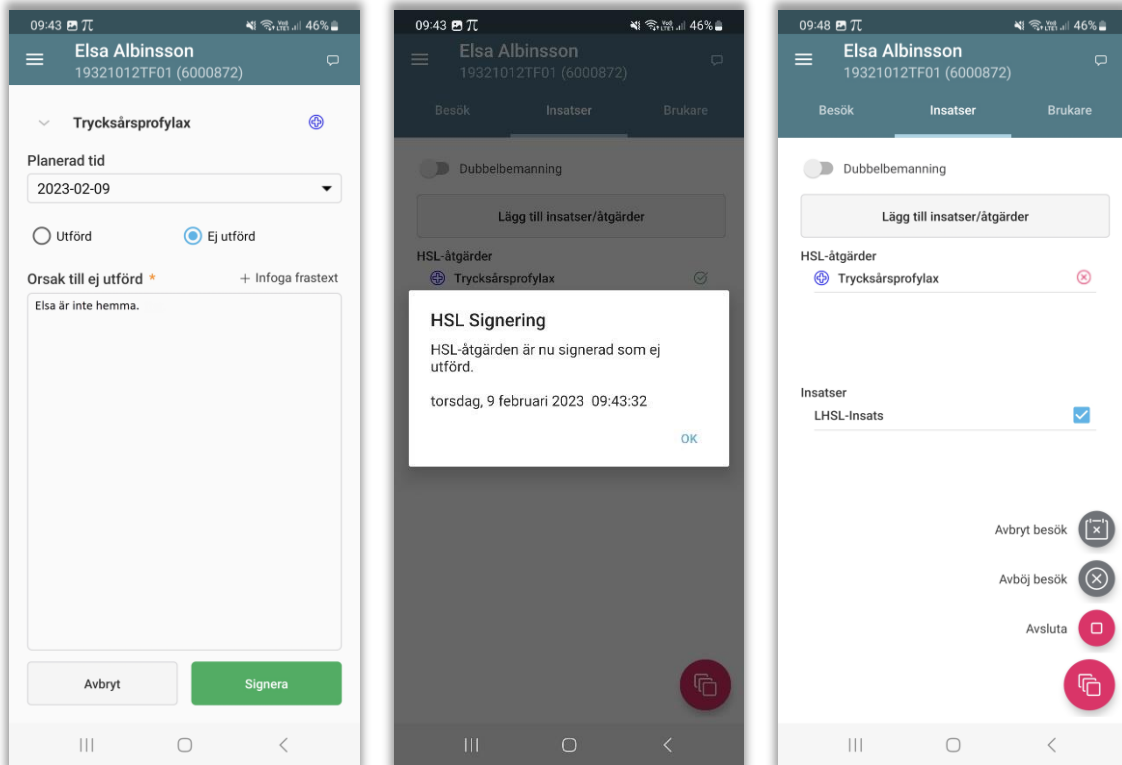 09:43 46%
Elsa Albinsson
19321012TF01 (6000872)
Trycksårsprofylax
Planerad tid
2023-02-09
Utförd Ej utförd
Orsak till ej utförd * + Infoga frastext
Elsa är inte hemma.
Avbryt Signera
09:43 46%
Elsa Albinsson
19321012TF01 (6000872)
Besök Insatser Brukare
Dubbelbemanning
Lägg till insatser/åtgärder
HSL-åtgärder
Trycksårsprofylax
HSL Signering
HSL-åtgärden är nu signerad som ej
utförd.
torsdag, 9 februari 2023 09:43:32
OK
09:48 46%
Elsa Albinsson
19321012TF01 (6000872)
Besök Insatser Brukare
Dubbelbemanning
Lägg till insatser/åtgärder
HSL-åtgärder
Trycksårsprofylax
Insatser
LHSL-Insats
Avbryt besök
Avböj besök
Avsluta